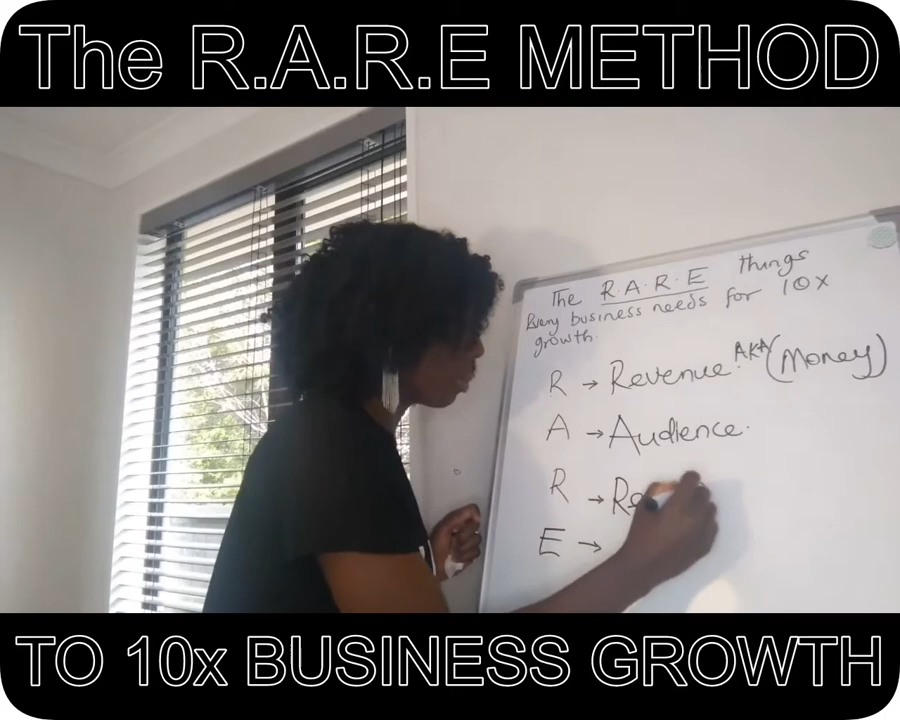 The R.A.R.E METHOD
The R.A.R.E things
Every business needs for 10x
growth.
R → Revenue. AKA (Money)
A → Audience.
R → Re
E →
TO 10x BUSINESS GROWTH